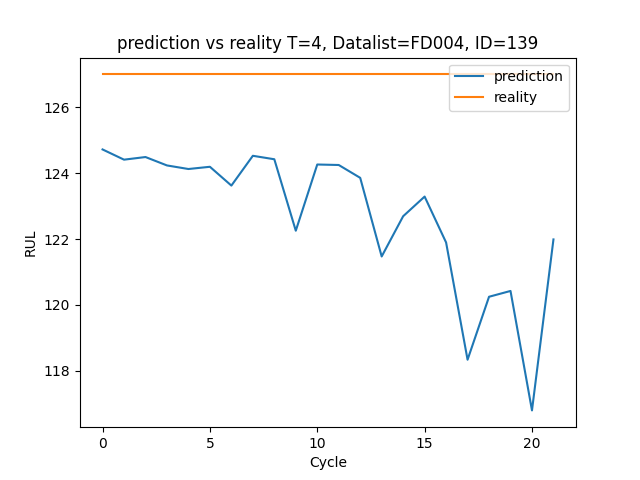 prediction vs reality T=4, Datalist=FD004, ID=139
prediction
reality
126
124
122
120
118
RUL
0 5 10 15 20
Cycle